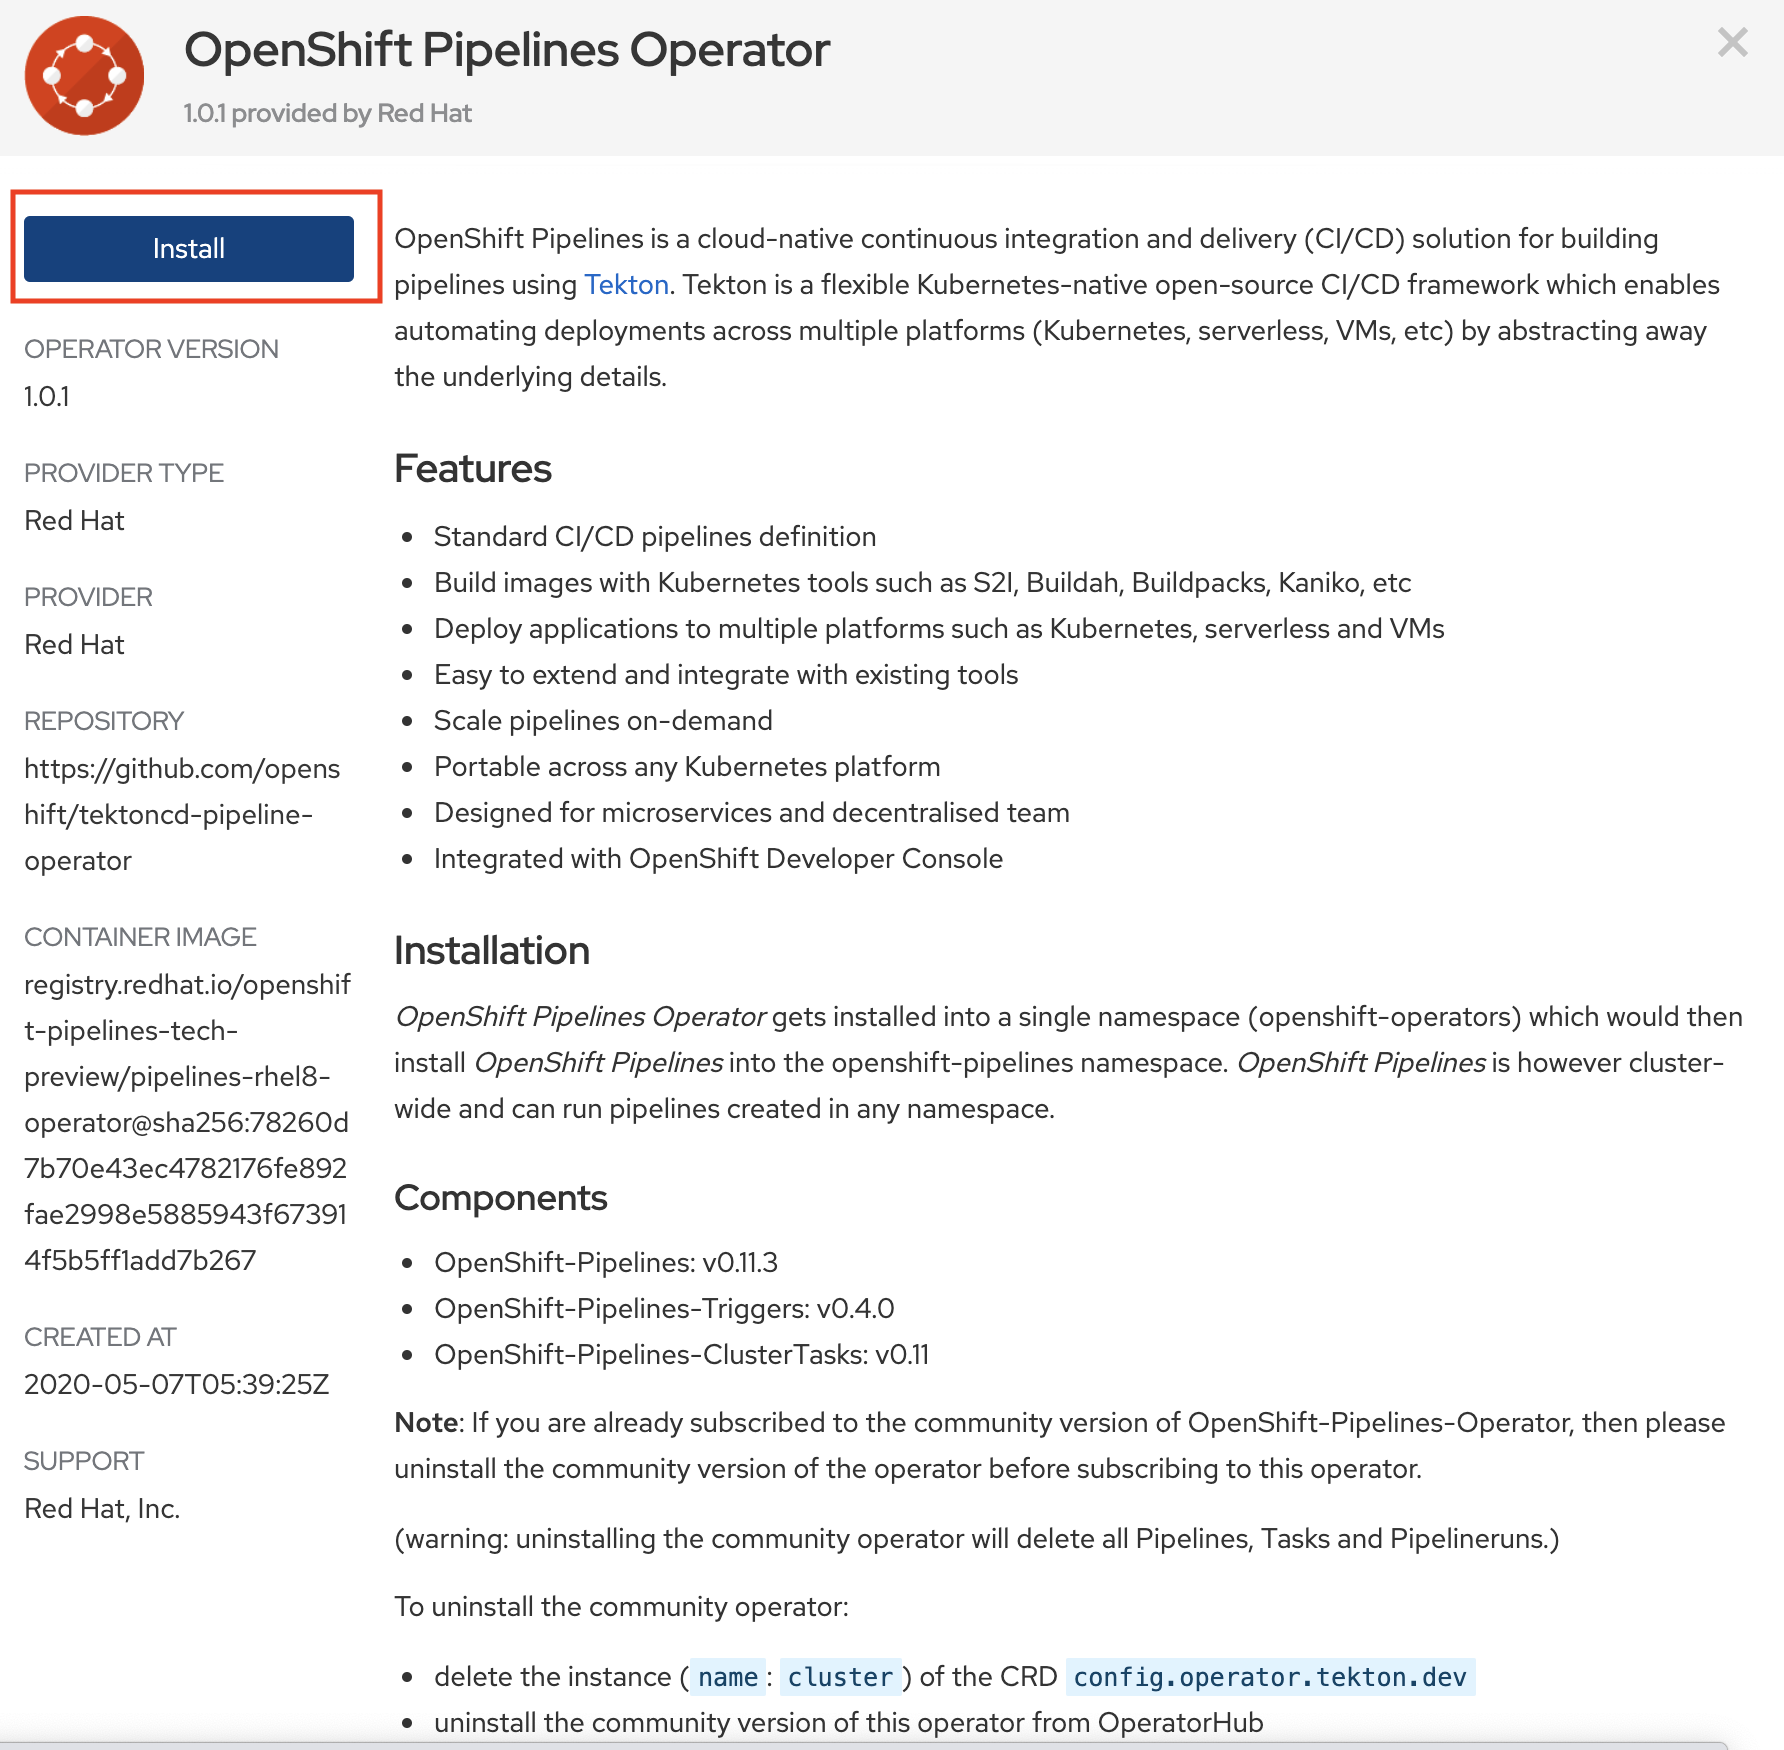 OpenShift Pipelines Operator
1.0.1 provided by Red Hat
Install
OPERATOR VERSION
1.0.1
PROVIDER TYPE
Red Hat
PROVIDER
Red Hat
REPOSITORY
https://github.com/opens
hift/tektoncd-pipeline-
operator
CONTAINER IMAGE
registry.redhat.io/openshif
t-pipelines-tech-
preview/pipelines-rhel8-
operator@sha256:78260d
7b70e43ec4782176fe892
fae2998e5885943f67391
4f5b5ff1add7b267
CREATED AT
2020-05-07T05:39:25Z
SUPPORT
Red Hat, Inc.
OpenShift Pipelines is a cloud-native continuous integration and delivery (CI/CD) solution for building
pipelines using Tekton. Tekton is a flexible Kubernetes-native open-source CI/CD framework which enables
automating deployments across multiple platforms (Kubernetes, serverless, VMs, etc) by abstracting away
the underlying details.
Features
• Standard CI/CD pipelines definition
• Build images with Kubernetes tools such as S2I, Buildah, Buildpacks, Kaniko, etc
• Deploy applications to multiple platforms such as Kubernetes, serverless and VMs
• Easy to extend and integrate with existing tools
• Scale pipelines on-demand
• Portable across any Kubernetes platform
• Designed for microservices and decentralised team
• Integrated with OpenShift Developer Console
Installation
OpenShift Pipelines Operator gets installed into a single namespace (openshift-operators) which would then
install OpenShift Pipelines into the openshift-pipelines namespace. OpenShift Pipelines is however cluster-
wide and can run pipelines created in any namespace.
Components
• OpenShift-Pipelines: v0.11.3
• OpenShift-Pipelines-Triggers: v0.4.0
• OpenShift-Pipelines-ClusterTasks: v0.11
Note: If you are already subscribed to the community version of OpenShift-Pipelines-Operator, then please
uninstall the community version of the operator before subscribing to this operator.
(warning: uninstalling the community operator will delete all Pipelines, Tasks and Pipelineruns.)
To uninstall the community operator:
• delete the instance ( name : cluster ) of the CRD config.operator.tekton.dev
• uninstall the community version of this operator from OperatorHub